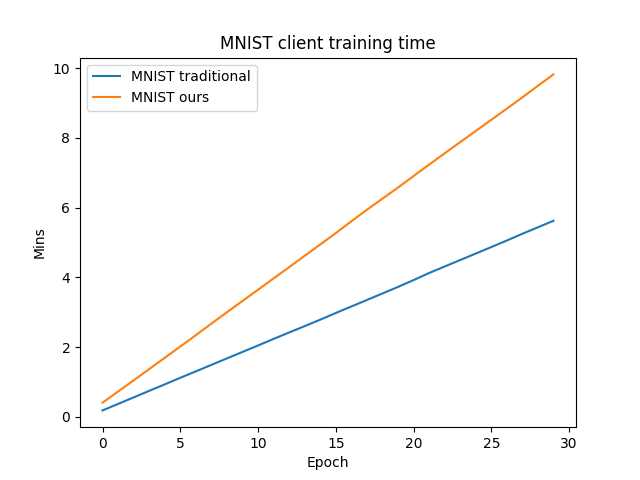 MNIST client training time
MNIST traditional
MNIST ours
10
8
6
4
2
0
Mins
0 5 10 15 20 25 30
Epoch